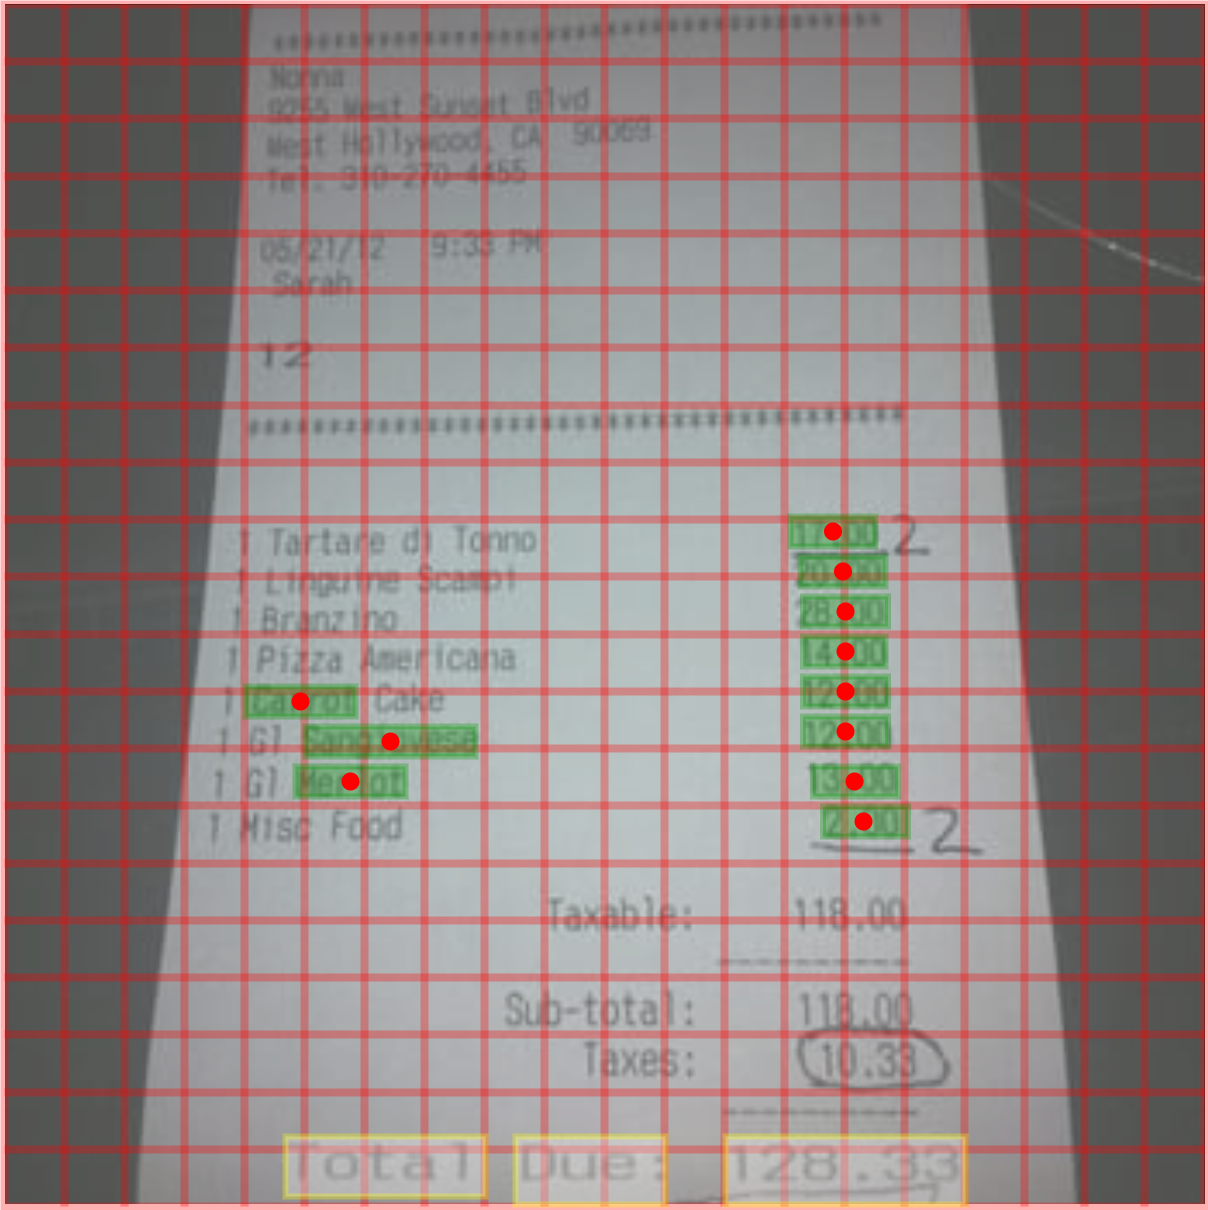 Nonna
9255 West Sunset Blvd
West Hollywood, CA 90069
Tel. 310-270-4455
05/21/12 9:33 PM
Sarah
12
1 Tartare di Tonno 17.00 2
1 Linguine Scampi 20.00
1 Branzino 28.00
1 Pizza Americana 14.00
1 Carrot Cake 12.00
1 Gl Sangiovese 12.00
1 Gl Merlot 13.00
1 Misc Food 2.00 2
Taxable: 118.00
Sub-total: 118.00
Taxes: 10.33
Total Due: 128.33